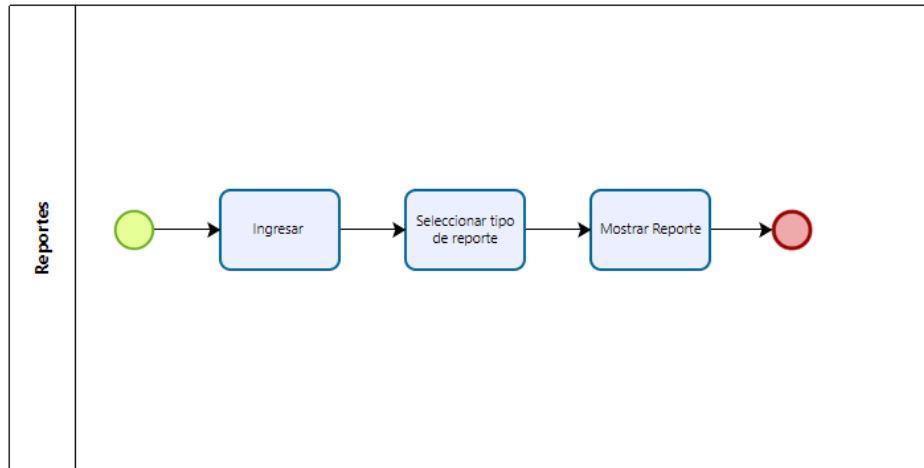 Reportes
Ingresar
Seleccionar tipo
de reporte
Mostrar Reporte